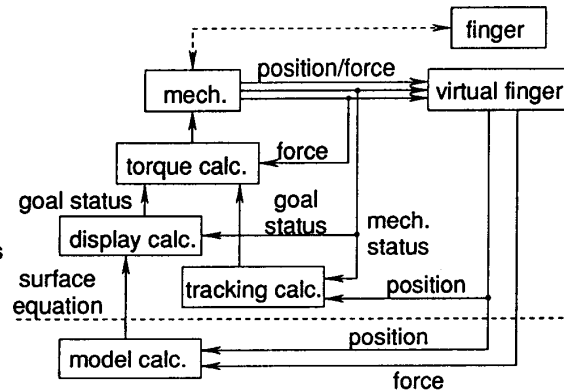 finger
position/force
mech.
virtual finger
force
torque calc.
goal status
goal
status
mech.
status
display calc.
s
surface
equation
tracking calc.
position
position
model calc.
force